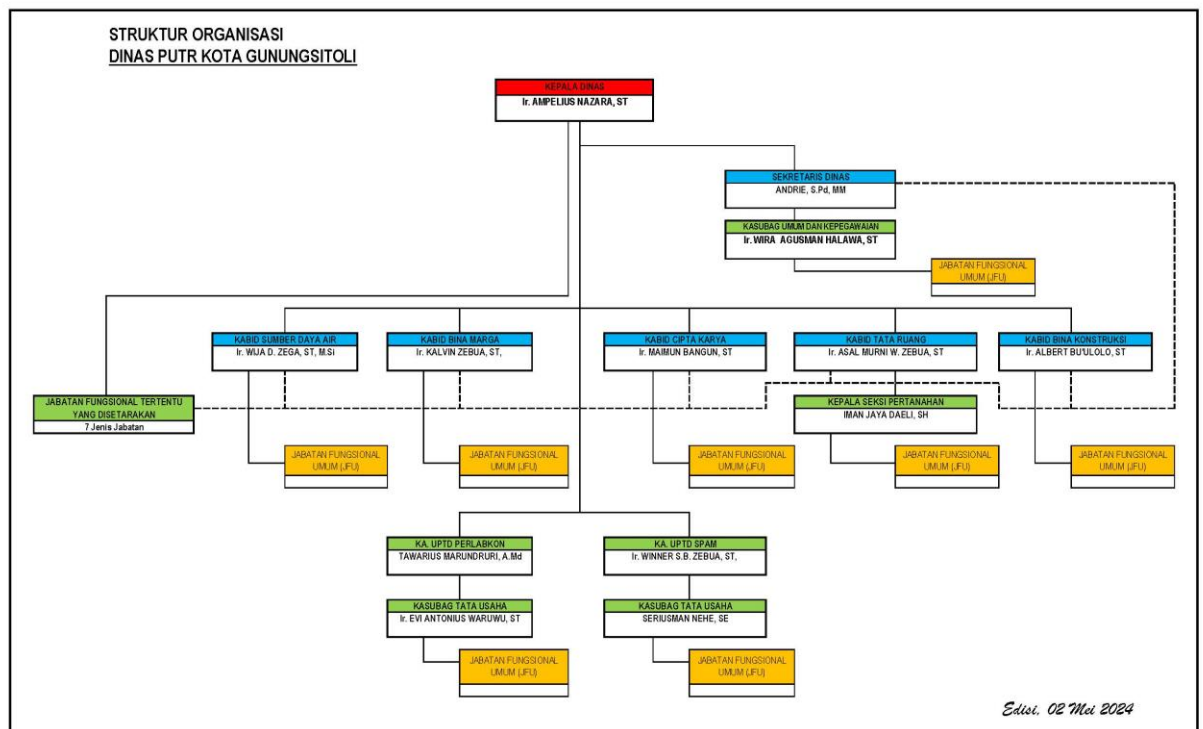 STRUKTUR ORGANISASI
DINAS PUTR KOTA GUNUNGSITOLI
KEPALA DINAS
Ir. AMPELIUS NAZARA, ST
SEKRETARIS DINAS
ANDRIE, S.Pd, MM
KASUBAG UMUM DAN KEPEGAWAIAN
Ir. WIRA AGUSMAN HALAWA, ST
JABATAN FUNGSIONAL
UMUM (JFU)
KABID SUMBER DAYA AIR
Ir. WIJA D. ZEGA, ST, M.Si
KABID BINA MARGA
Ir. KALVIN ZEBUA, ST,
KABID CIPTA KARYA
Ir. MAIMUN BANGUN, ST
KABID TATA RUANG
Ir. ASAL MURNI W. ZEBUA, ST
KABID BINA KONSTRUKSI
Ir. ALBERT BU'ULOLO, ST
JABATAN FUNGSIONAL TERTENTU
YANG DISETARAKAN
7 Jenis Jabatan
KEPALA SEKSI PERTANAHAN
IMAN JAYA DAELI, SH
JABATAN FUNGSIONAL
UMUM (JFU)
JABATAN FUNGSIONAL
UMUM (JFU)
JABATAN FUNGSIONAL
UMUM (JFU)
JABATAN FUNGSIONAL
UMUM (JFU)
JABATAN FUNGSIONAL
UMUM (JFU)
KA. UPTD PERLABKON
TAWARIUS MARUNDRURI, A.Md
KA. UPTD SPAM
Ir. WINNER S.B. ZEBUA, ST,
KASUBAG TATA USAHA
Ir. EVI ANTONIUS WARUWU, ST
KASUBAG TATA USAHA
SERIUSMAN NEHE, SE
JABATAN FUNGSIONAL
UMUM (JFU)
JABATAN FUNGSIONAL
UMUM (JFU)
Edisi, 02 Mei 2024